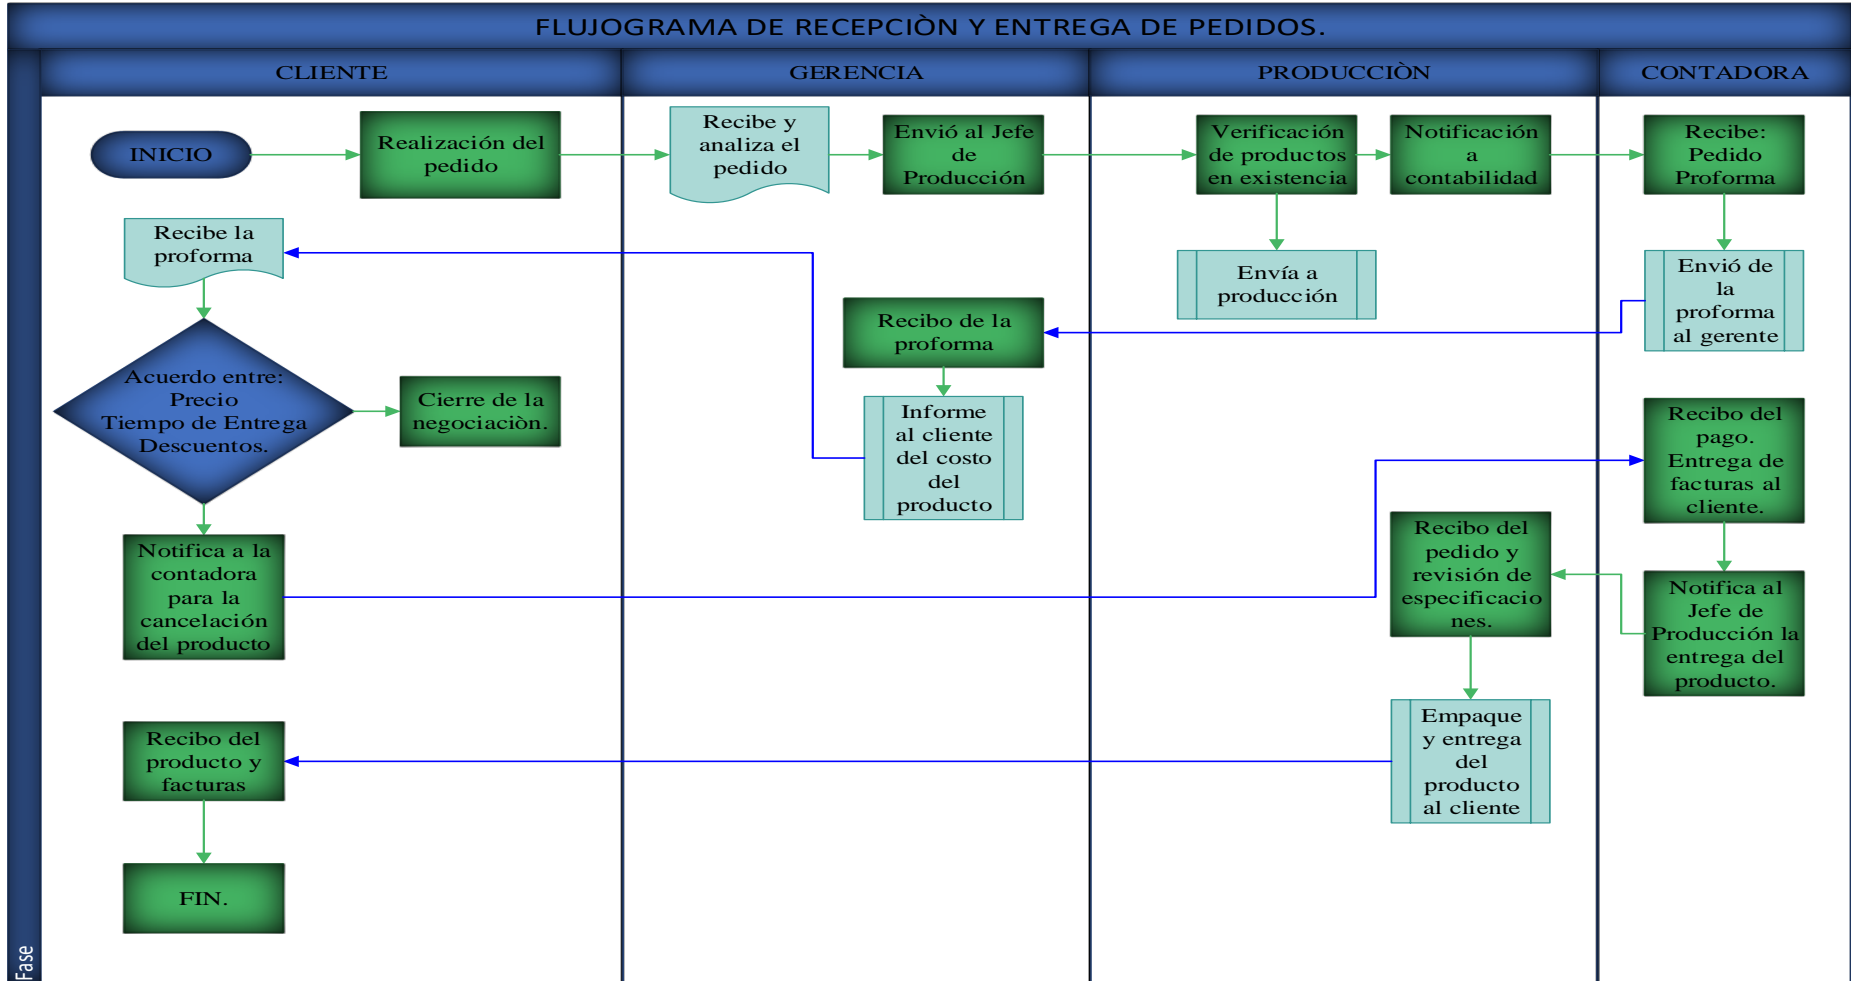 FLUJOGRAMA DE RECEPCIÒN Y ENTREGA DE PEDIDOS.
CLIENTE
GERENCIA
PRODUCCIÒN
CONTADORA
INICIO
Realización del
pedido
Recibe y
analiza el
pedido
Envió al Jefe
de
Producción
Verificación
de productos
en existencia
Notificación
a
contabilidad
Recibe:
Pedido
Proforma
Recibe la
proforma
Envía a
producción
Envió de
la
proforma
al gerente
Recibo de la
proforma
Acuerdo entre:
Precio
Tiempo de Entrega
Descuentos.
Cierre de la
negociaciòn.
Informe
al cliente
del costo
del
producto
Recibo del
pago.
Entrega de
facturas al
cliente.
Notifica a la
contadora
para la
cancelación
del producto
Recibo del
pedido y
revisión de
especificacio
nes.
Notifica al
Jefe de
Producción la
entrega del
producto.
Recibo del
producto y
facturas
Empaque
y entrega
del
producto
al cliente
FIN.
Fase